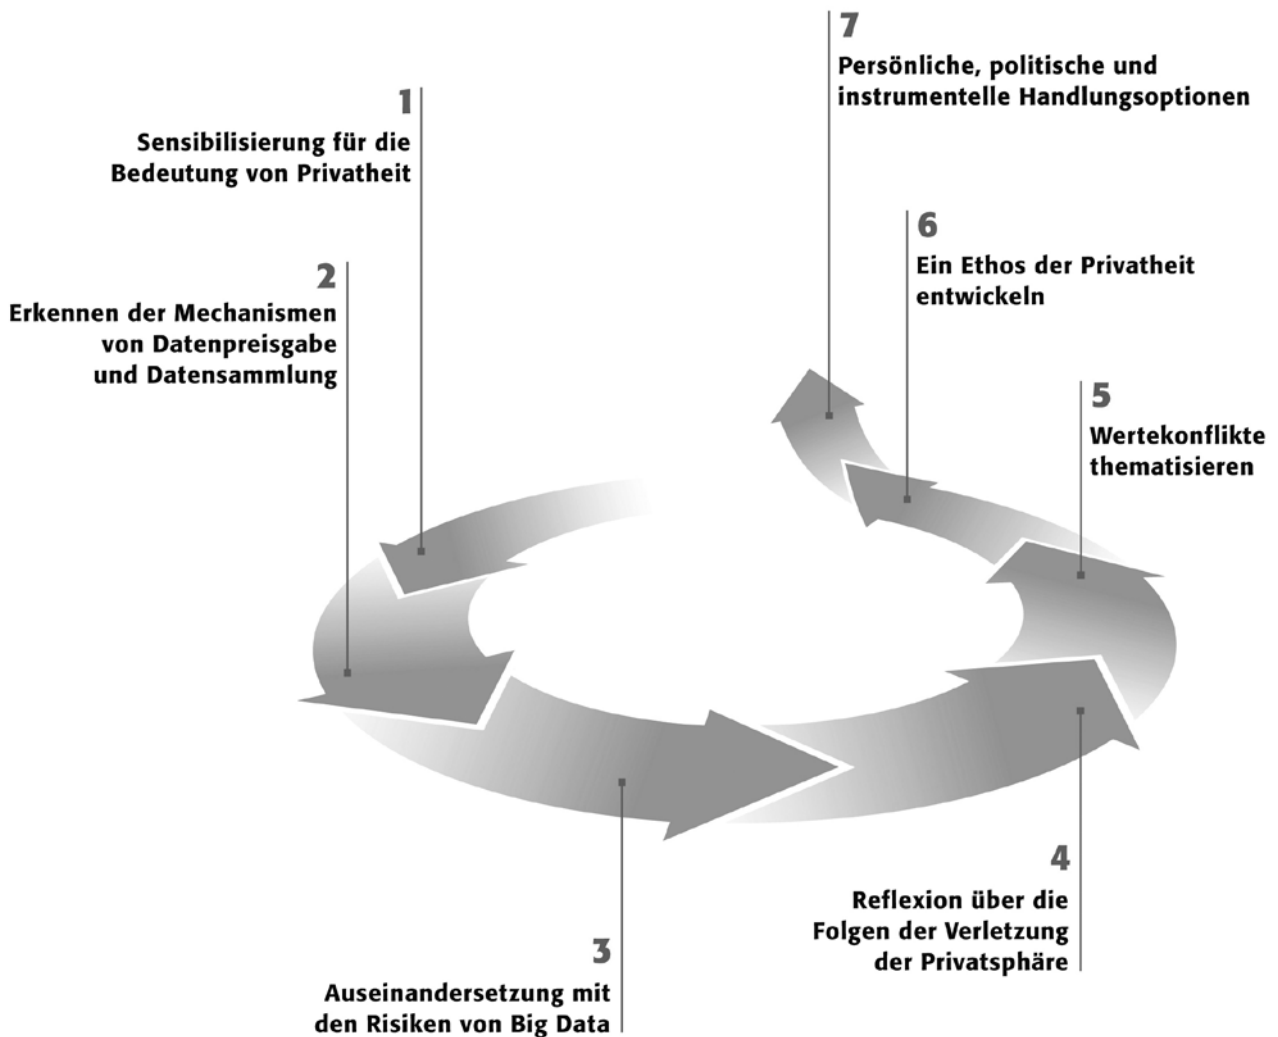 1
Sensibilisierung für die
Bedeutung von Privatheit
2
Erkennen der Mechanismen
von Datenpreisgabe
und Datensammlung
3
Auseinandersetzung mit
den Risiken von Big Data
4
Reflexion über die
Folgen der Verletzung
der Privatsphäre
5
Wertekonflikte
thematisieren
6
Ein Ethos der Privatheit
entwickeln
7
Persönliche, politische und
instrumentelle Handlungsoptionen